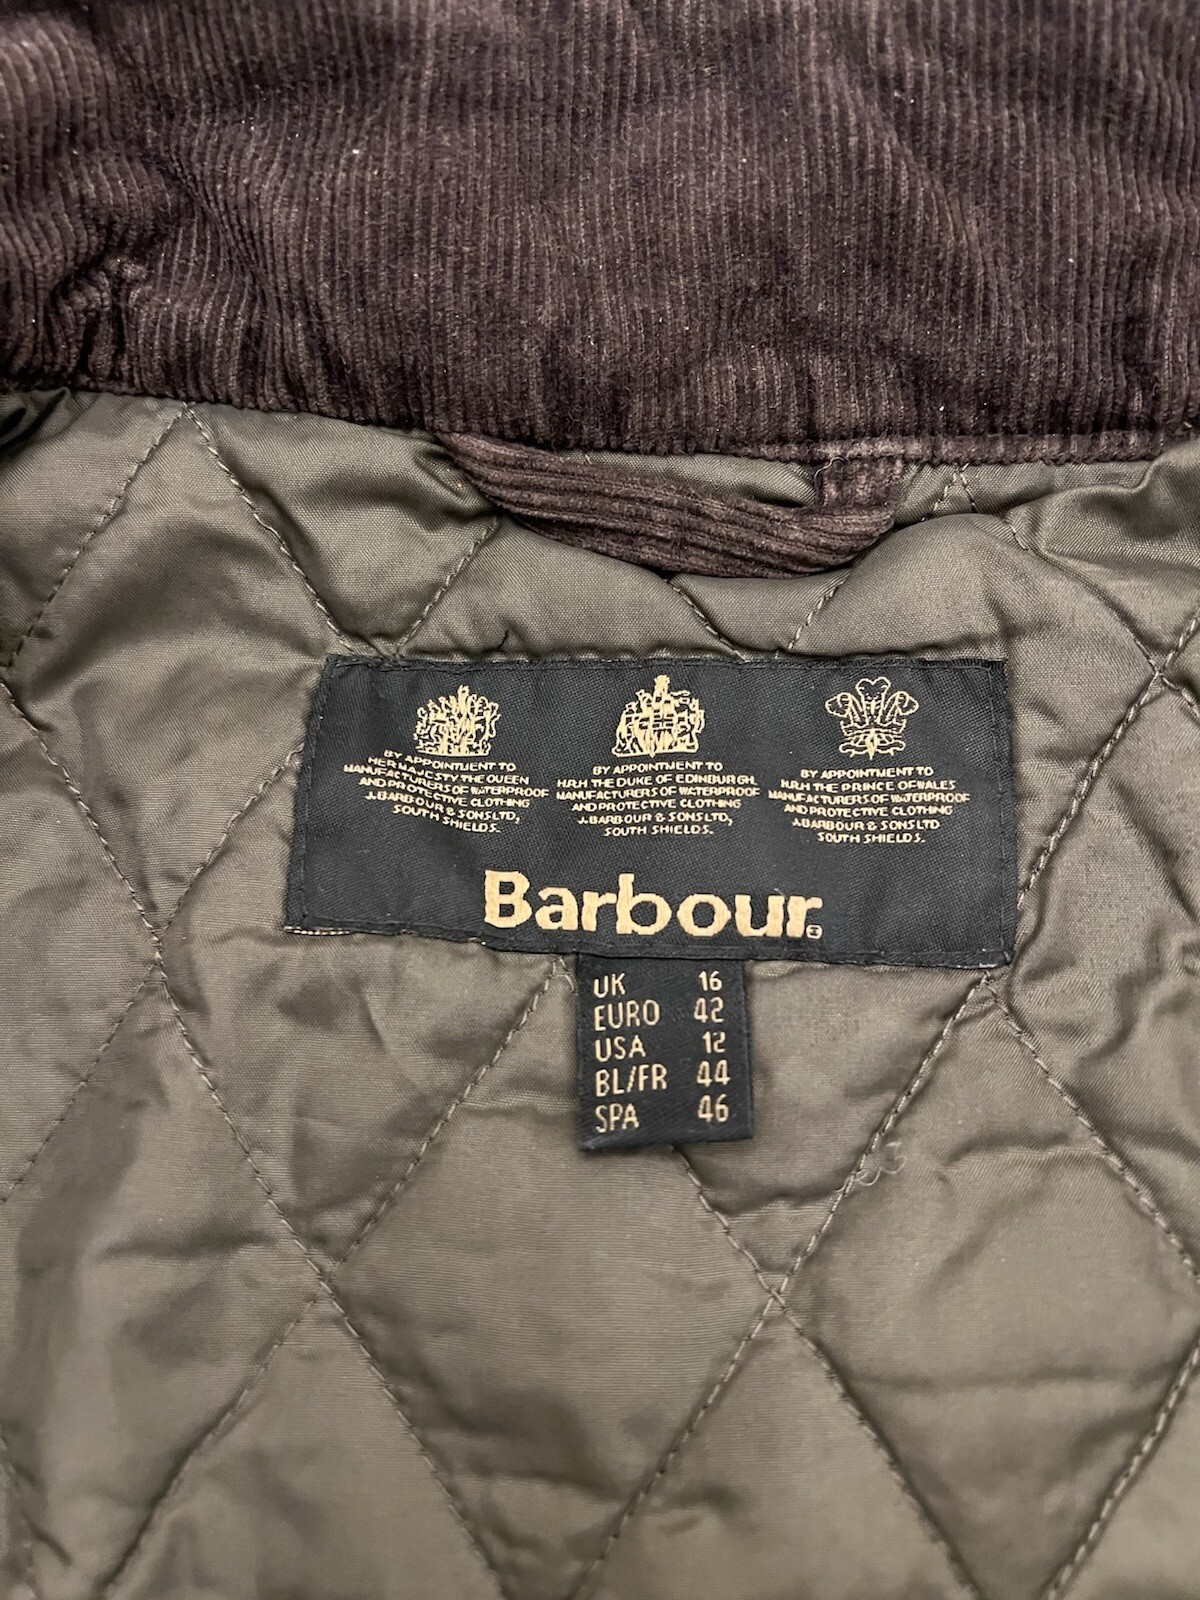 BY APPOINTMENT TO
HER MAJESTY THE QUEEN
MANUFACTURERS OF WATERPROOF
AND PROTECTIVE CLOTHING
J. BARBOUR & SONS LTD,
SOUTH SHIELDS.
BY APPOINTMENT TO
H.R.H THE DUKE OF EDINBURGH
MANUFACTURERS OF WATERPROOF
AND PROTECTIVE CLOTHING
J. BARBOUR & SONS LTD,
SOUTH SHIELDS.
BY APPOINTMENT TO
H.R.H THE PRINCE OF WALES
MANUFACTURERS OF WATERPROOF
AND PROTECTIVE CLOTHING
J. BARBOUR & SONS LTD
SOUTH SHIELDS.
Barbour®
UK 16
EURO 42
USA 12
BL/FR 44
SPA 46